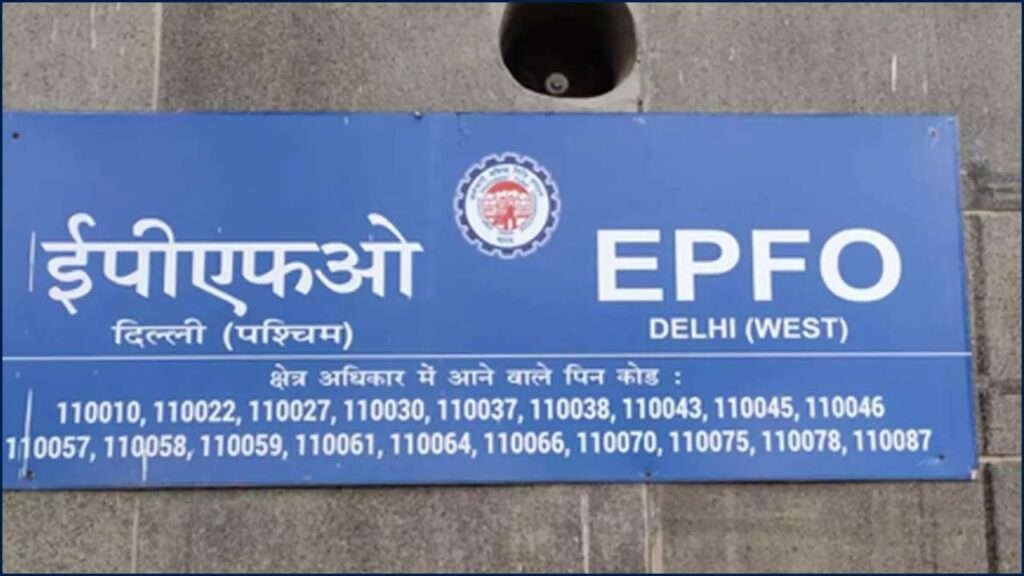 ईपीएफओ
दिल्ली (पश्चिम)
EPFO
DELHI (WEST)
क्षेत्र अधिकार में आने वाले पिन कोड :
110010, 110022, 110027, 110030, 110037, 110038, 110043, 110045, 110046
110057, 110058, 110059, 110061, 110064, 110066, 110070, 110075, 110078, 110087